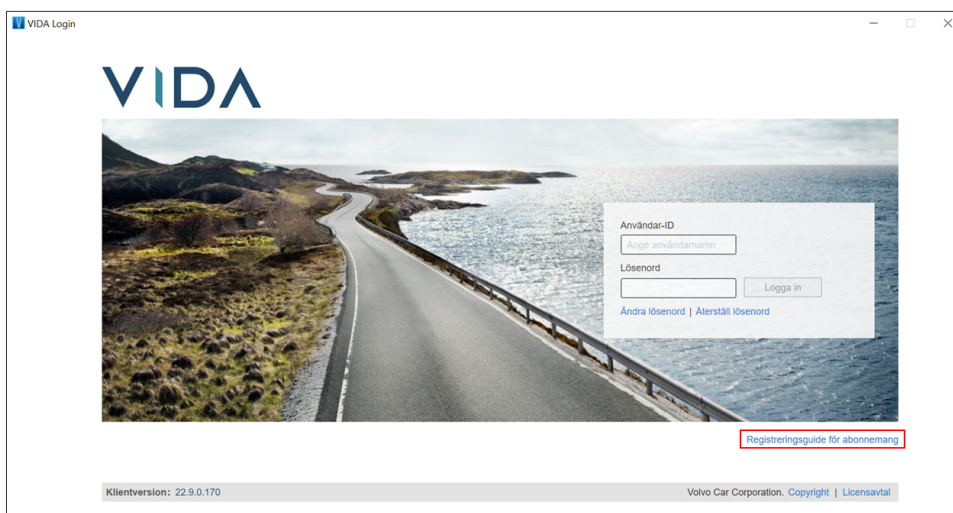 VIDA Login
VIDA
Användar-ID
Ange användarnamn
Lösenord
Logga in
Ändra lösenord | Återställ lösenord
Registreringsguide för abonnemang
Klientversion: 22.9.0.170
Volvo Car Corporation. Copyright | Licensavtal